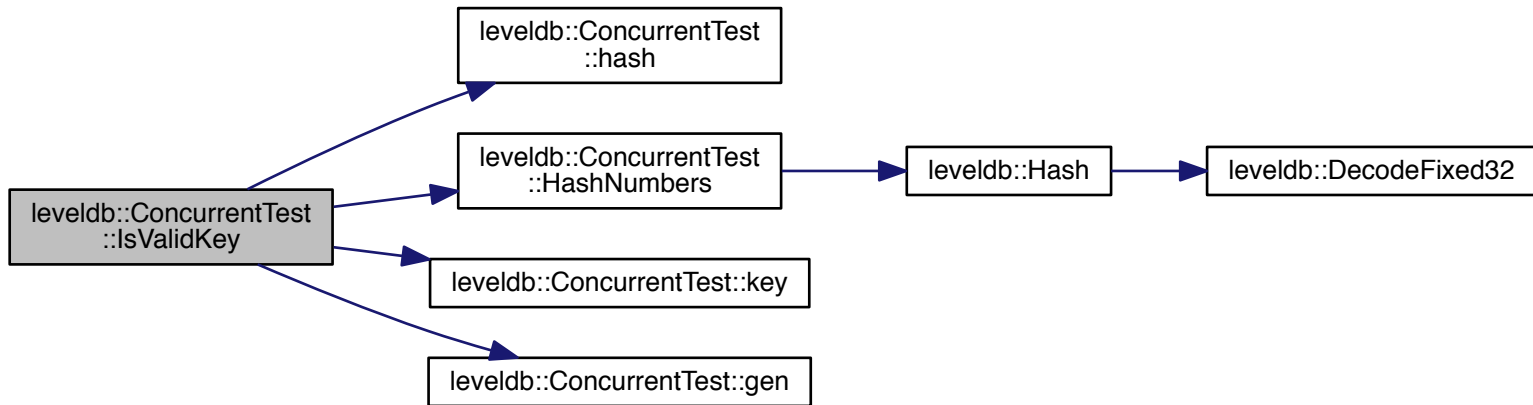 leveldb::ConcurrentTest
::hash
leveldb::ConcurrentTest
::HashNumbers
leveldb::Hash
leveldb::DecodeFixed32
leveldb::ConcurrentTest
::IsValidKey
leveldb::ConcurrentTest::key
leveldb::ConcurrentTest::gen